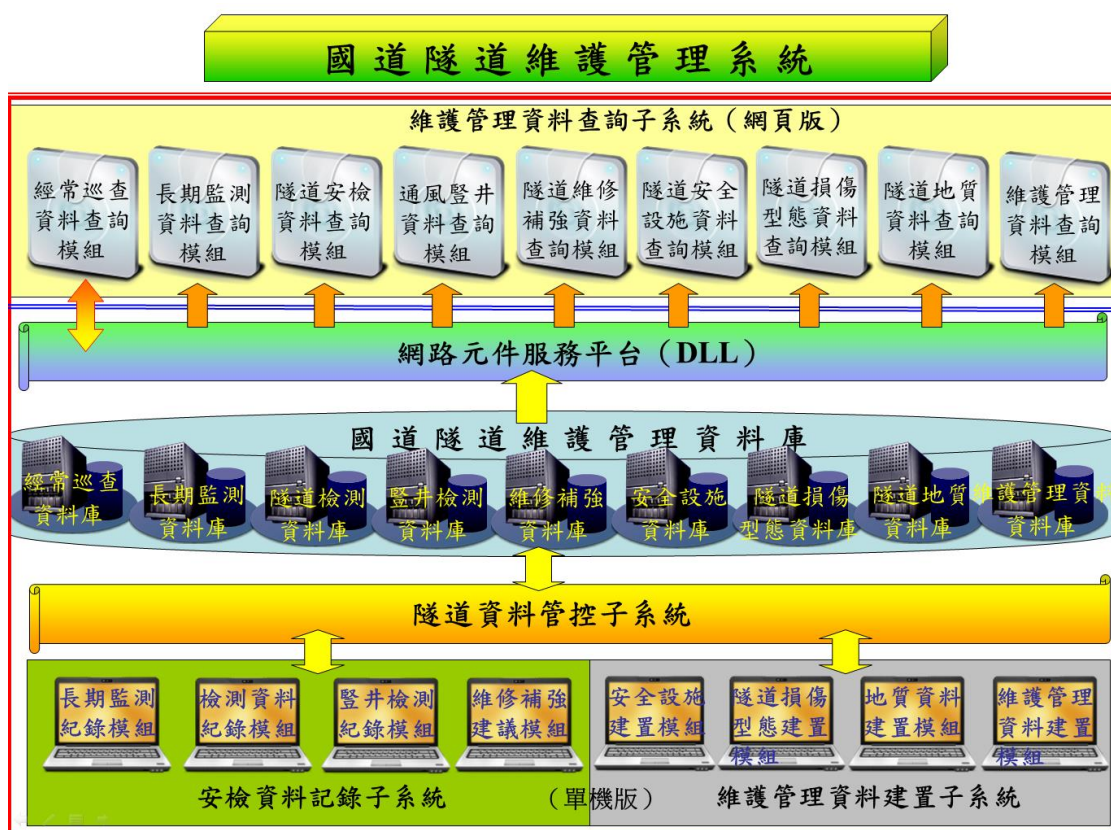 國道隧道維護管理系統
維護管理資料查詢子系統（網頁版）
經常巡查
資料查詢
模組
長期監測
資料查詢
模組
隧道安檢
資料查詢
模組
通風豎井
資料查詢
模組
隧道維修
補強資料
查詢模組
隧道安全
設施資料
查詢模組
隧道損傷
型態資料
查詢模組
隧道地質
資料查詢
模組
維護管理
資料查詢
模組
網路元件服務平台（DLL）
國道隧道維護管理資料庫
經常巡查
資料庫
長期監測
資料庫
隧道檢測
資料庫
豎井檢測
資料庫
維修補強
資料庫
安全設施
資料庫
隧道損傷
型態資料庫
隧道地質
資料庫
維護管理資料
資料庫
隧道資料管控子系統
長期監測
紀錄模組
檢測資料
紀錄模組
豎井檢測
紀錄模組
維修補強
建議模組
安全設施
建置模組
隧道損傷
型態建置
模組
地質資料
建置模組
維護管理
資料建置
模組
安檢資料記錄子系統
（單機版）
維護管理資料建置子系統